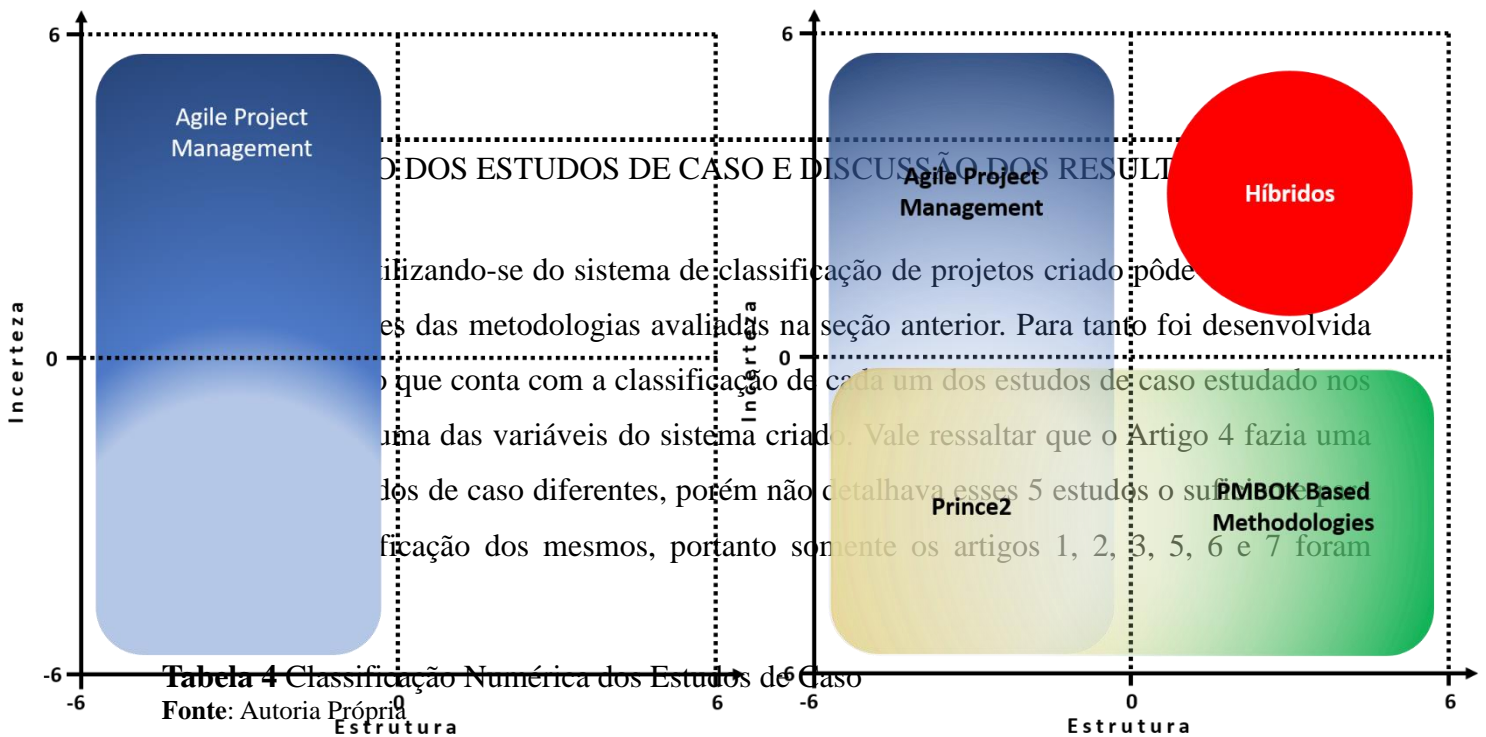 6
Agile Project
Management
0
-6
-6
0
6
Incerteza
Estrutura
6
Agile Project
Management
Híbridos
0
Prince2
PMBOK Based
Methodologies
-6
-6
0
6
Incerteza
Estrutura
O DOS ESTUDOS DE CASO E DISCUSSÃO DOS RESULT
tilizando-se do sistema de classificação de projetos criado pôde
es das metodologias avaliadas na seção anterior. Para tanto foi desenvolvida
o que conta com a classificação de cada um dos estudos de caso estudado nos
uma das variáveis do sistema criado. Vale ressaltar que o Artigo 4 fazia uma
dos de caso diferentes, porém não detalhava esses 5 estudos o suficiente para
ficação dos mesmos, portanto somente os artigos 1, 2, 3, 5, 6 e 7 foram
Tabela 4 Classificação Numérica dos Estudos de Caso
Fonte: Autoria Própria